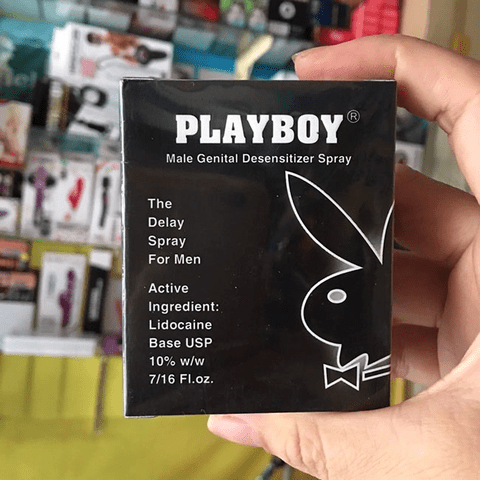 PLAYBOY®
Male Genital Desensitizer Spray
The
Delay
Spray
For Men
Active
Ingredient:
Lidocaine
Base USP
10% w/w
7/16 Fl.oz.